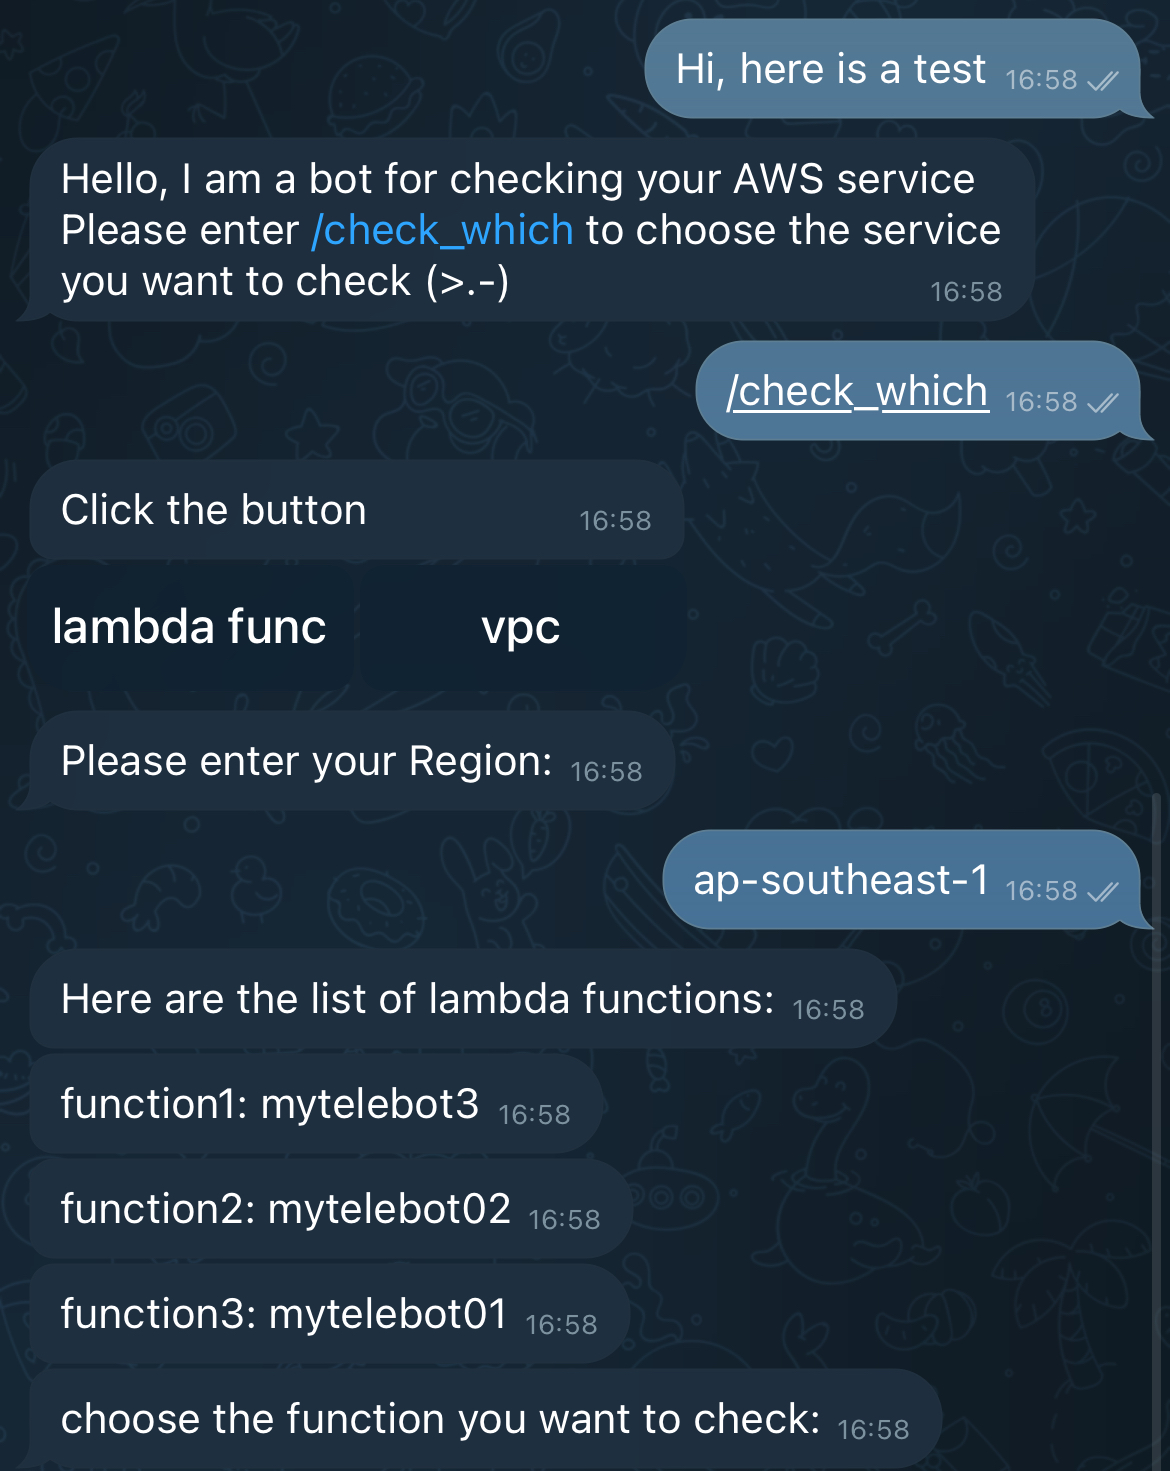 Hi, here is a test 16:58
Hello, I am a bot for checking your AWS service
Please enter /check_which to choose the service
you want to check (>.-) 16:58
/check_which 16:58
Click the button 16:58
lambda func vpc
Please enter your Region: 16:58
ap-southeast-1 16:58
Here are the list of lambda functions: 16:58
function1: mytelebot3 16:58
function2: mytelebot02 16:58
function3: mytelebot01 16:58
choose the function you want to check: 16:58